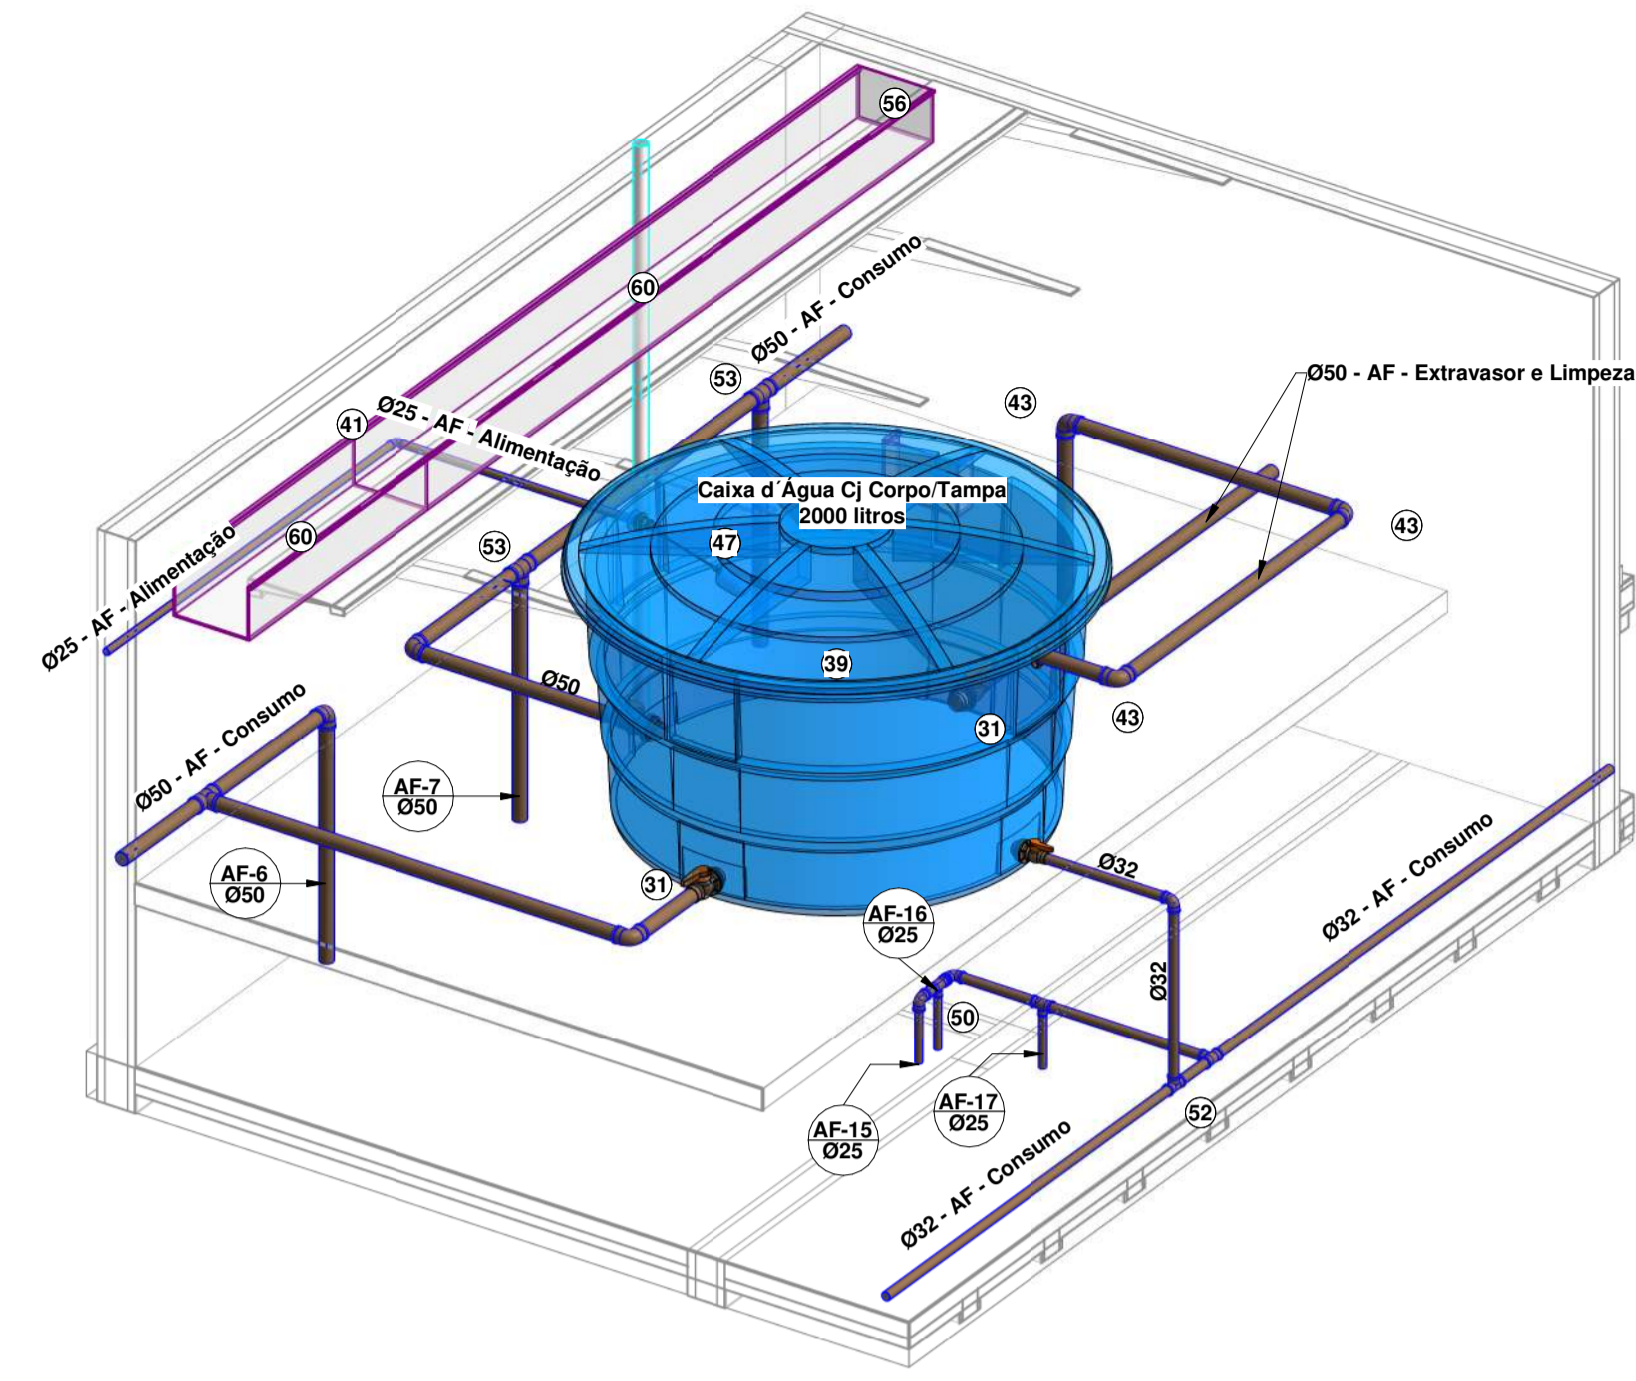 56
60
Ø50 - AF - Consumo
53
43
Ø50 - AF - Extravasor e Limpeza
41
Ø25 - AF - Alimentação
Caixa d´Água Cj Corpo/Tampa
2000 litros
43
60
53
47
Ø25 - AF - Alimentação
39
Ø50
43
31
Ø50 - AF - Consumo
AF-7
Ø50
31
AF-6
Ø50
Ø32
Ø32 - AF - Consumo
AF-16
Ø25
Ø32
50
AF-17
Ø25
52
AF-15
Ø25
Ø32 - AF - Consumo